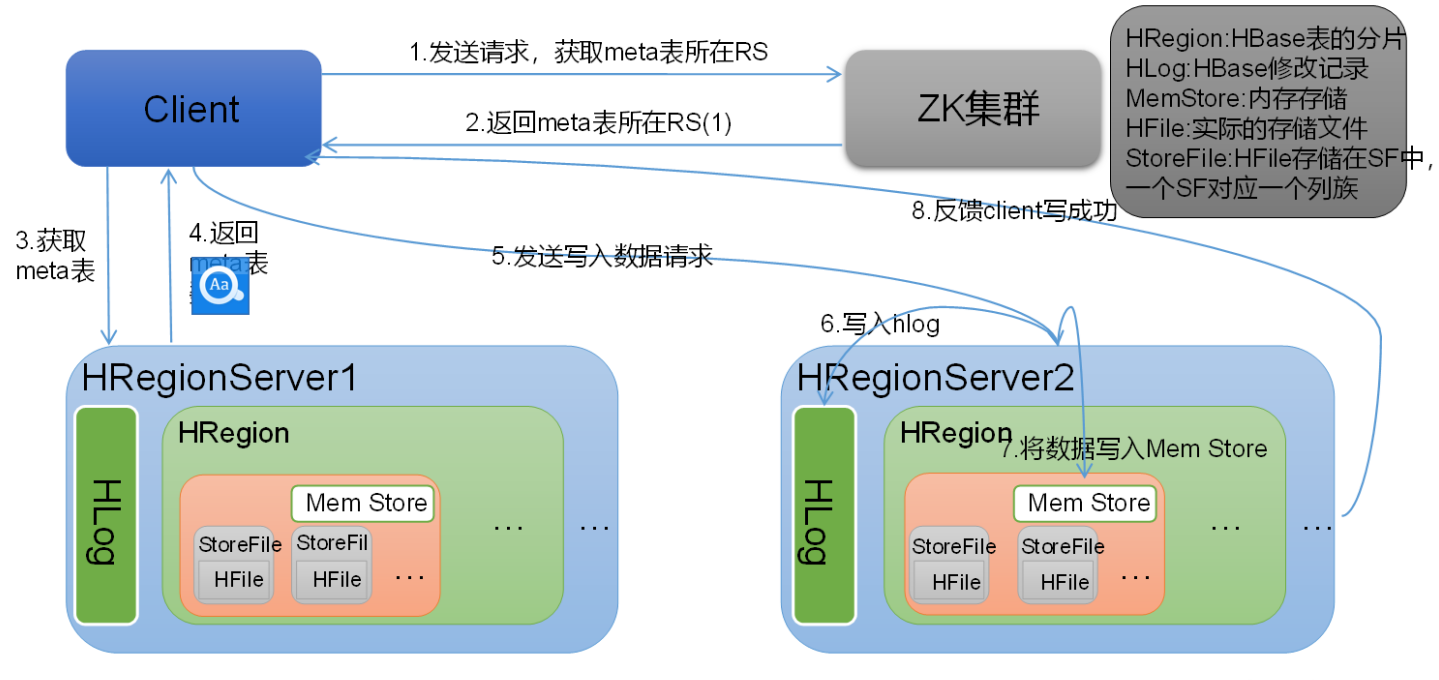 1.发送请求，获取meta表所在RS
Client
2.返回meta表所在RS(1)
ZK集群
HRegion:HBase表的分片
HLog:HBase修改记录
MemStore:内存存储
HFile:实际的存储文件
StoreFile:HFile存储在SF中，
一个SF对应一个列族
3.获取
meta表
4.返回
meta表
Aa
5.发送写入数据请求
8.反馈client写成功
6.写入hlog
HRegionServer1
HLog
HRegion
Mem Store
StoreFile
HFile
StoreFil
HFile
...
...
...
HRegionServer2
HLog
HRegion
7.将数据写入Mem Store
Mem Store
StoreFile
HFile
StoreFile
HFile
...
...
...